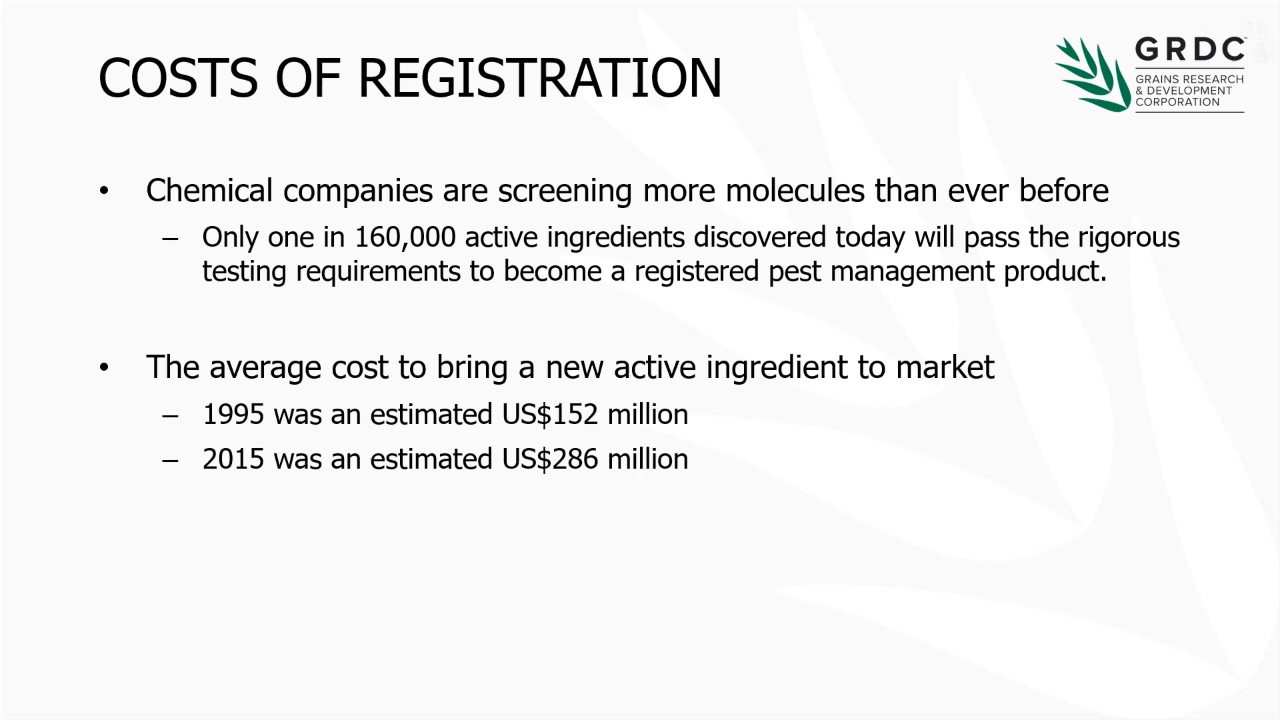 COSTS OF REGISTRATION
GRDC™
GRAINS RESEARCH
& DEVELOPMENT
CORPORATION
• Chemical companies are screening more molecules than ever before
– Only one in 160,000 active ingredients discovered today will pass the rigorous
testing requirements to become a registered pest management product.
• The average cost to bring a new active ingredient to market
– 1995 was an estimated US$152 million
– 2015 was an estimated US$286 million